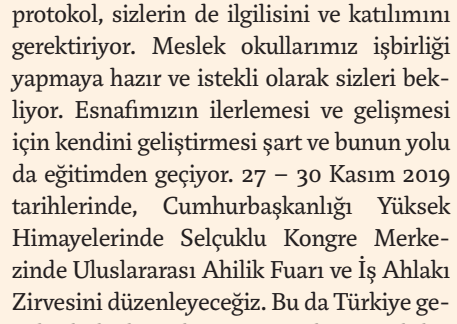 protokol, sizlerin de ilgilisini ve katılımını
gerektiriyor. Meslek okullarımız işbirliği
yapmaya hazır ve istekli olarak sizleri bek-
liyor. Esnafımızın ilerlemesi ve gelişmesi
için kendini geliştirmesi şart ve bunun yolu
da eğitimden geçiyor. 27 – 30 Kasım 2019
tarihlerinde, Cumhurbaşkanlığı Yüksek
Himayelerinde Selçuklu Kongre Merke-
zinde Uluslararası Ahilik Fuarı ve İş Ahlakı
Zirvesini düzenleyeceğiz. Bu da Türkiye ge-